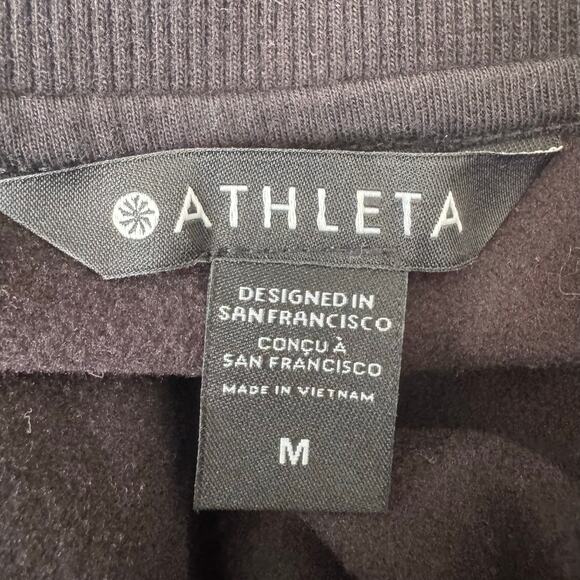 ATHLETA
DESIGNED IN
SAN FRANCISCO
CONÇU À
SAN FRANCISCO
MADE IN VIETNAM
M